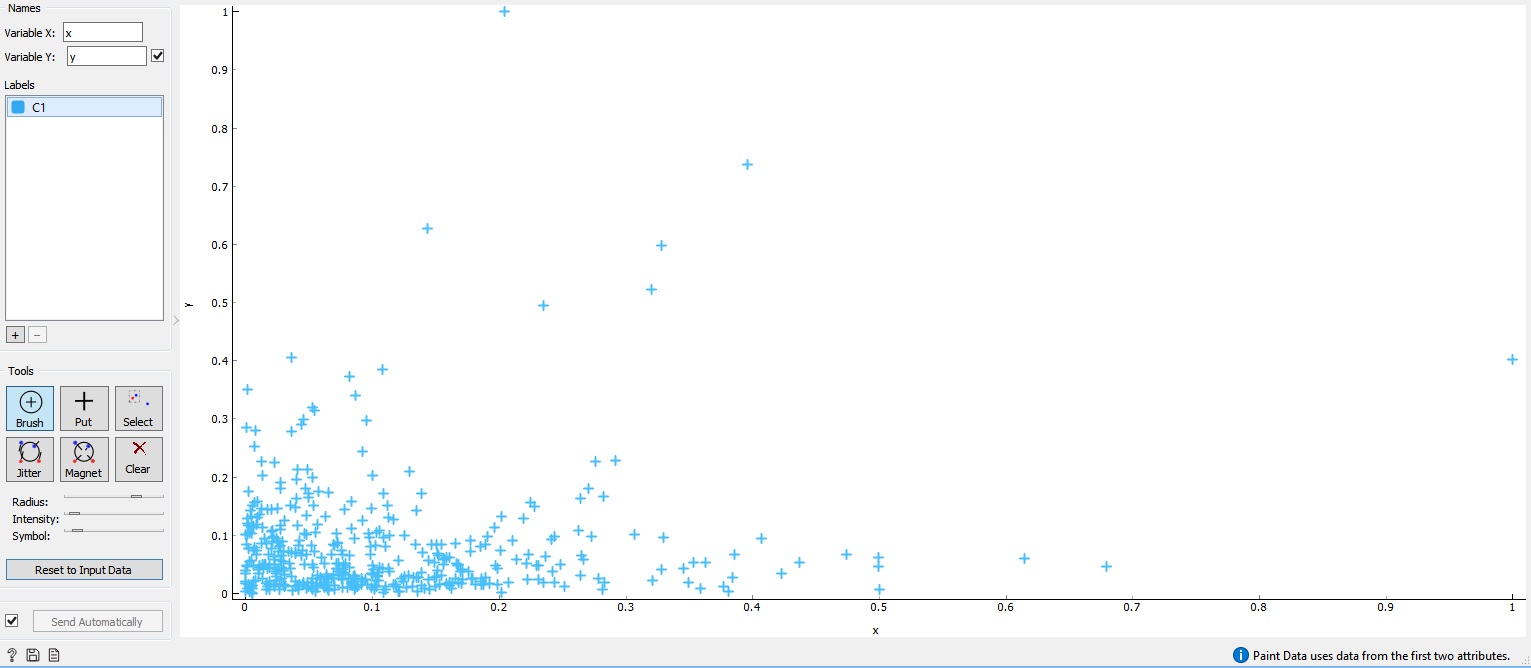 Names
Variable X: x
Variable Y: y
Labels
C1
+ −
Tools
Brush Put Select
Jitter Magnet Clear
Radius:
Intensity:
Symbol:
Reset to Input Data
Send Automatically
?
1
0.9
0.8
0.7
0.6
0.5
0.4
0.3
0.2
0.1
0
y
0 0.1 0.2 0.3 0.4 0.5 0.6 0.7 0.8 0.9 1
x
i Paint Data uses data from the first two attributes.